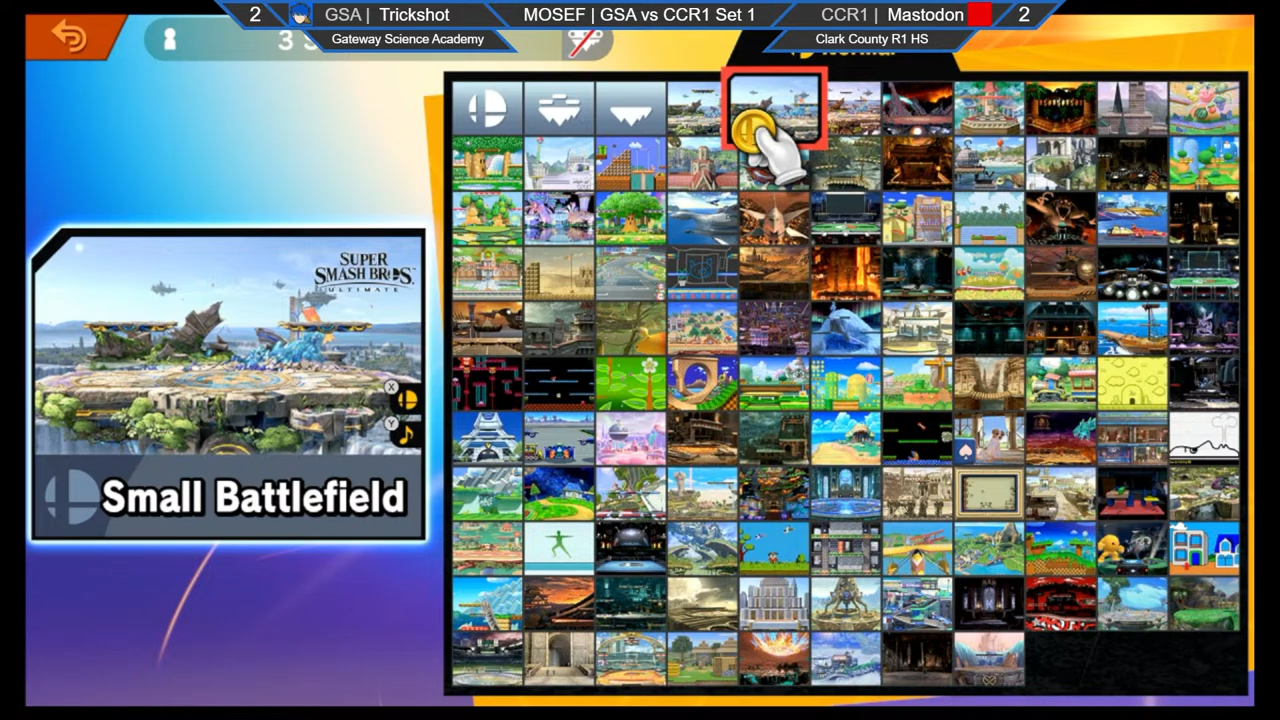 2 GSA | Trickshot MOSEF | GSA vs CCR1 Set 1 CCR1 | Mastodon 2
Gateway Science Academy Clark County R1 HS
3
SUPER
SMASH BROS.
ULTIMATE
X
Y
Small Battlefield